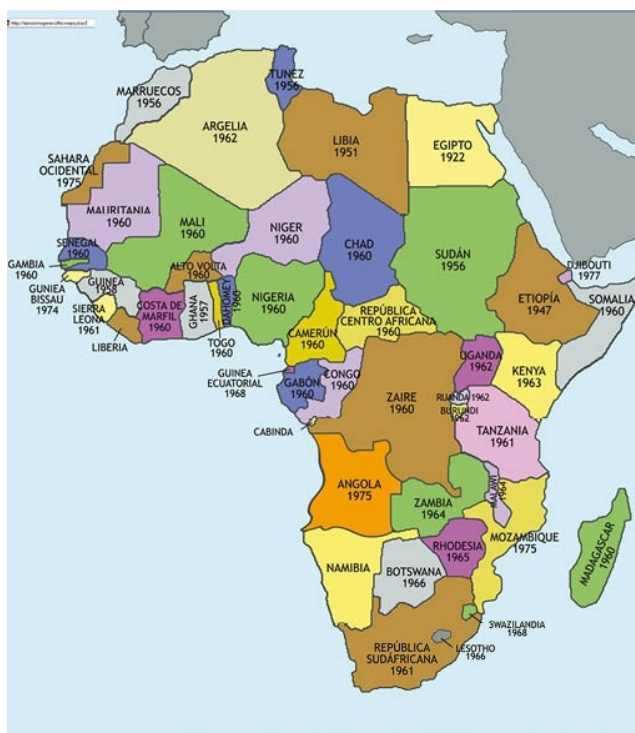 MARRUECOS
1956
TUNEZ
1956
ARGELIA
1962
LIBIA
1951
EGIPTO
1922
SAHARA
OCIDENTAL
1975
MAURITANIA
1960
MALI
1960
NIGER
1960
CHAD
1960
SUDÁN
1956
DJIBOUTI
1977
SENEGAL
1960
GAMBIA
1960
GUNIEA
BISSAU
1974
GUINEA
1958
SIERRA
LEONA
1961
LIBERIA
COSTA DE
MARFIL
1960
ALTO VOLTA
1960
GHANA
1957
TOGO
1960
DAHOMEY
1960
NIGERIA
1960
CAMERÚN
1960
REPÚBLICA
CENTRO AFRICANA
1960
ETIOPÍA
1947
SOMALIA
1960
GUINEA
ECUATORIAL
1968
GABÓN
1960
CONGO
1960
ZAIRE
1960
UGANDA
1962
KENYA
1963
RUANDA 1962
BURUNDI
1962
TANZANIA
1961
CABINDA
ANGOLA
1975
ZAMBIA
1964
MALAWI
1964
MOZAMBIQUE
1975
MADAGASCAR
1960
NAMIBIA
BOTSWANA
1966
RHODESIA
1965
SWAZILANDIA
1968
LESOTHO
1966
REPÚBLICA
SUDÁFRICANA
1961